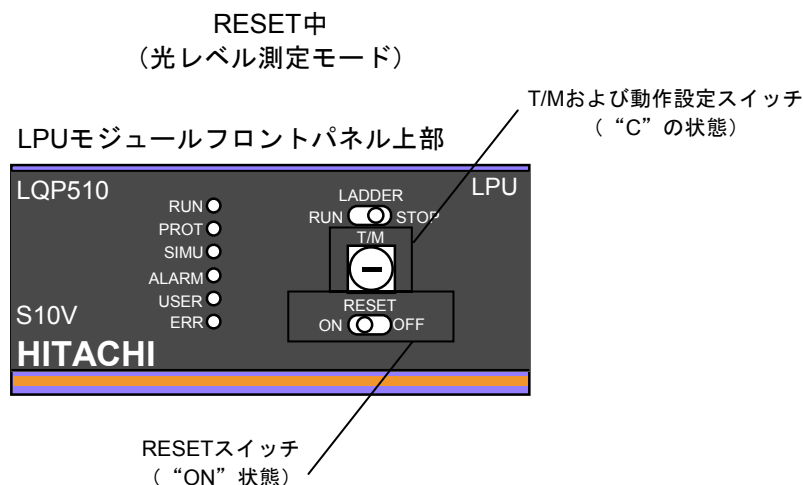 RESET中
（光レベル測定モード）
T/Mおよび動作設定スイッチ
（“C”の状態）
LPUモジュールフロントパネル上部
LQP510
LPU
LADDER
RUN
RUN STOP
PROT
T/M
SIMU
ALARM
USER
RESET
S10V
ERR
ON OFF
HITACHI
RESETスイッチ
（“ON”状態）